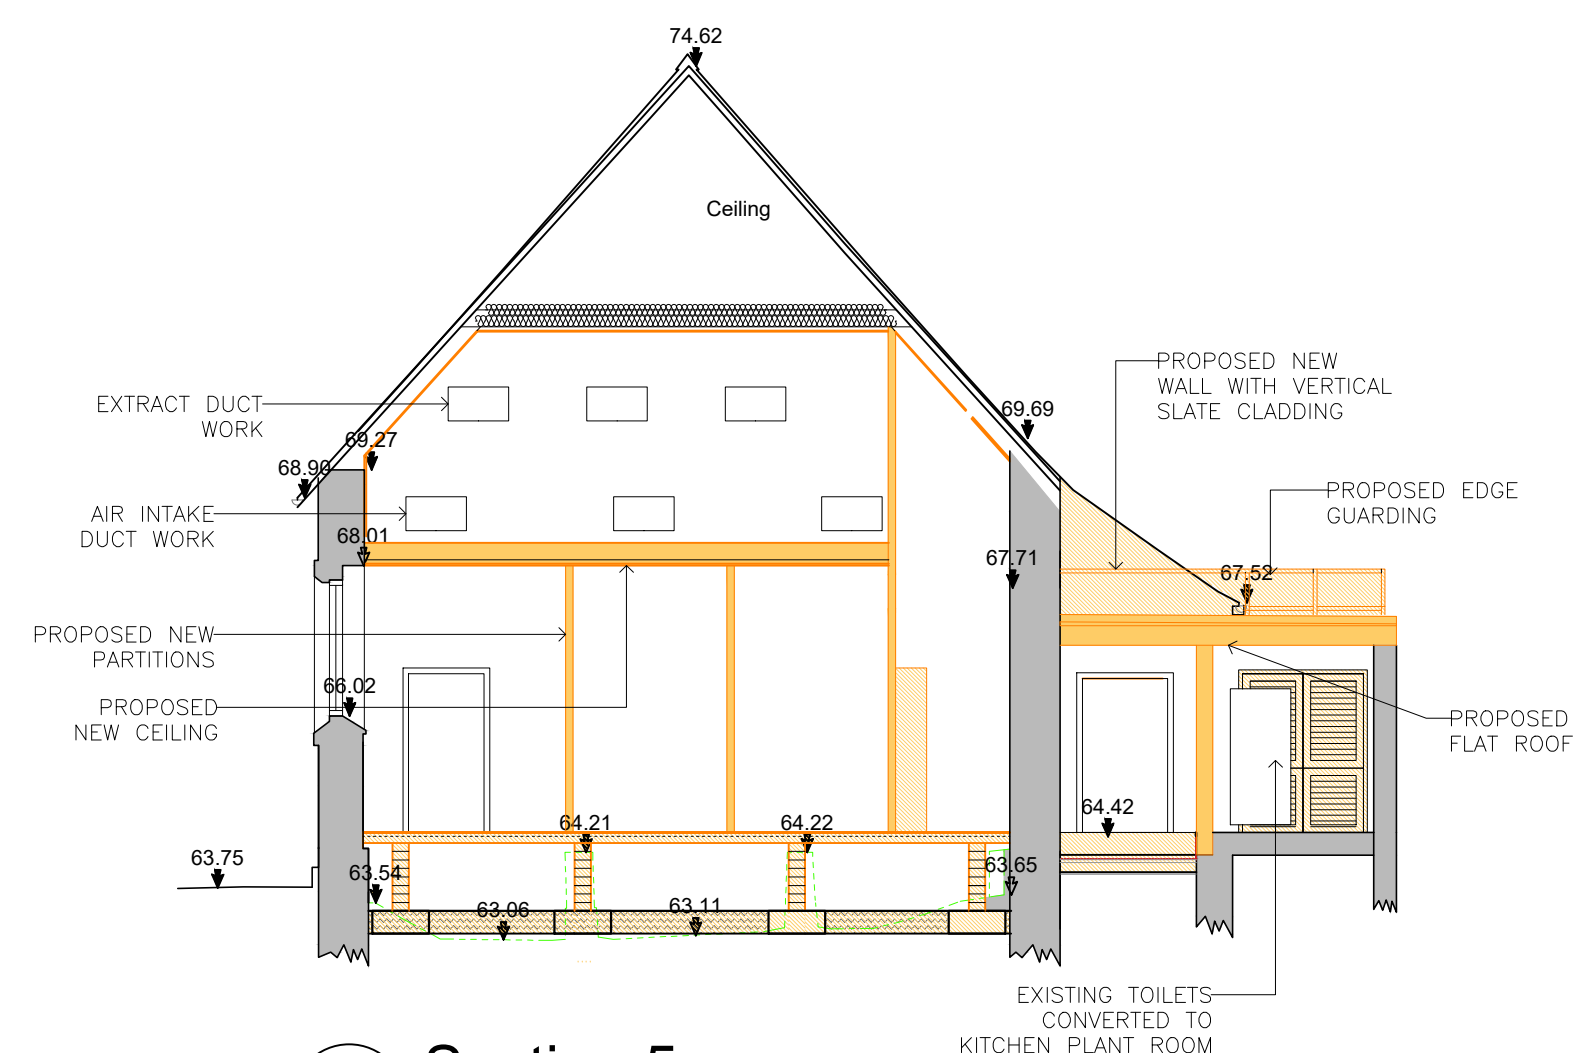 74.62
Ceiling
PROPOSED NEW
WALL WITH VERTICAL
SLATE CLADDING
EXTRACT DUCT
WORK
69.69
69.27
68.90
PROPOSED EDGE
GUARDING
AIR INTAKE
DUCT WORK
68.01
67.71
67.52
PROPOSED NEW
PARTITIONS
66.02
PROPOSED
NEW CEILING
PROPOSED
FLAT ROOF
64.42
64.21
64.22
63.75
63.54
63.65
63.06
63.11
EXISTING TOILETS
CONVERTED TO
KITCHEN PLANT ROOM
Section 5